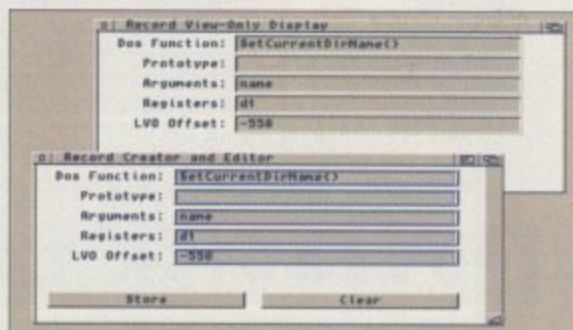 Record View-Only Display
Dos Function: SetCurrentDirName()
Prototype:
Arguments: name
Registers: d1
LVO Offset: -558
Record Creator and Editor
Dos Function: SetCurrentDirName()
Prototype:
Arguments: name
Registers: d1
LVO Offset: -558
Store
Clear